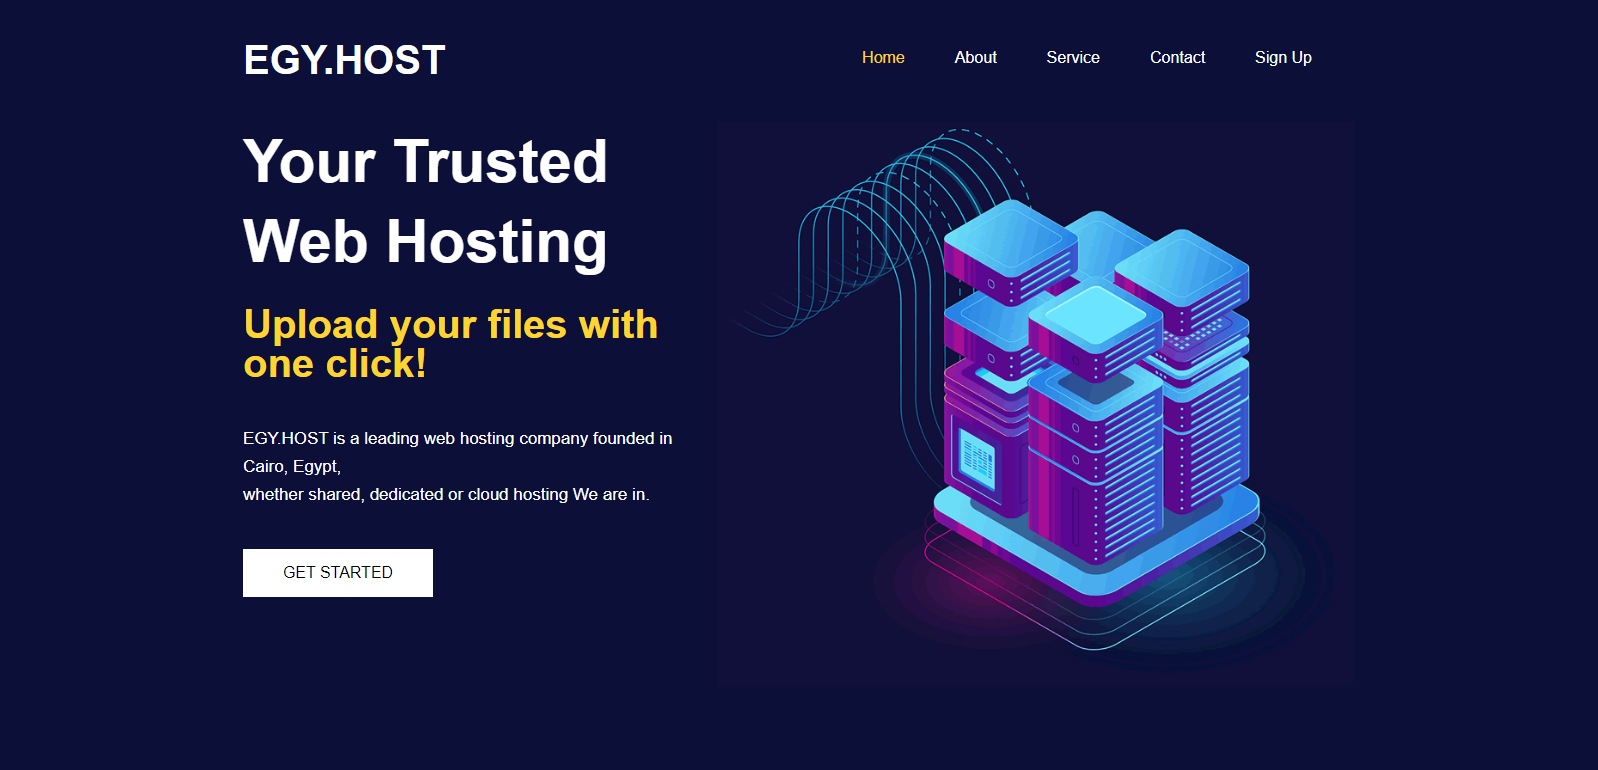 EGY.HOST
Home
About
Service
Contact
Sign Up
Your Trusted
Web Hosting
Upload your files with
one click!
EGY.HOST is a leading web hosting company founded in
Cairo, Egypt,
whether shared, dedicated or cloud hosting We are in.
GET STARTED